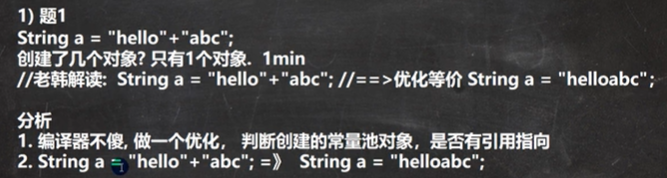 1) 题1
String a = "hello"+"abc";
创建了几个对象? 只有1个对象. 1min
//老韩解读: String a = "hello"+"abc"; //==>优化等价 String a = "helloabc";
分析
1. 编译器不傻, 做一个优化, 判断创建的常量池对象, 是否有引用指向
2. String a = "hello"+"abc"; =》 String a = "helloabc";